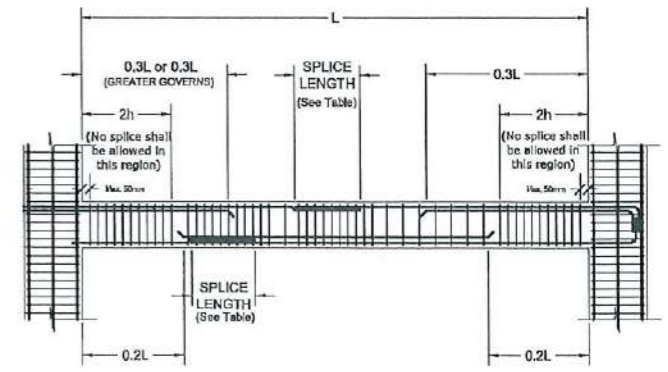 L
0.3L or 0.3L
(GREATER GOVERNS)
SPLICE
LENGTH
(See Table)
0.3L
2h
2h
(No splice shall
be allowed in
this region)
(No splice shall
be allowed in
this region)
Max. 50mm
Max. 50mm
SPLICE
LENGTH
(See Table)
0.2L
0.2L